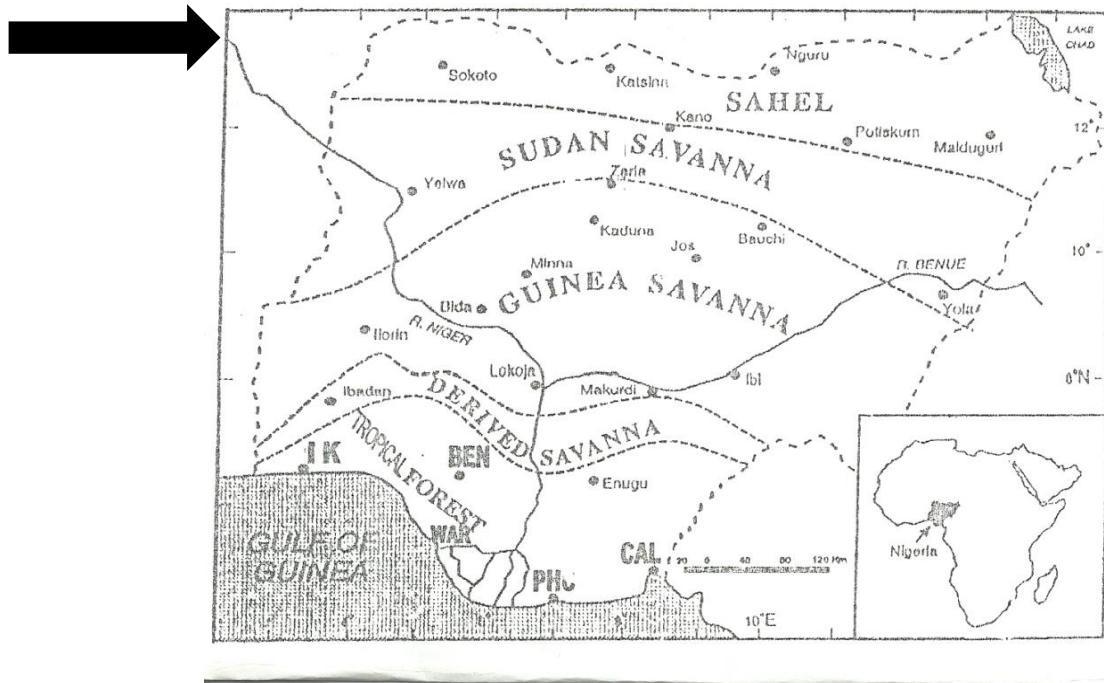 LAKE
CHAD
Nguru
Sokoto
Katsina
SAHEL
Kano
12°
Potiskum
Maiduguri
SUDAN SAVANNA
Yelwa
Zaria
Kaduna
Bauchi
Jos
10°
R. BENUE
Minna
GUINEA SAVANNA
Bida
Yola
R. NIGER
Ilorin
Lokoja
Ibi
Makurdi
8°N
Ibadan
DERIVED SAVANNA
TROPICAL FOREST
BEN
Enugu
WAR
GULF OF
GUINEA
CAL
Nigeria
20 0 40 80 120 Km
10°E